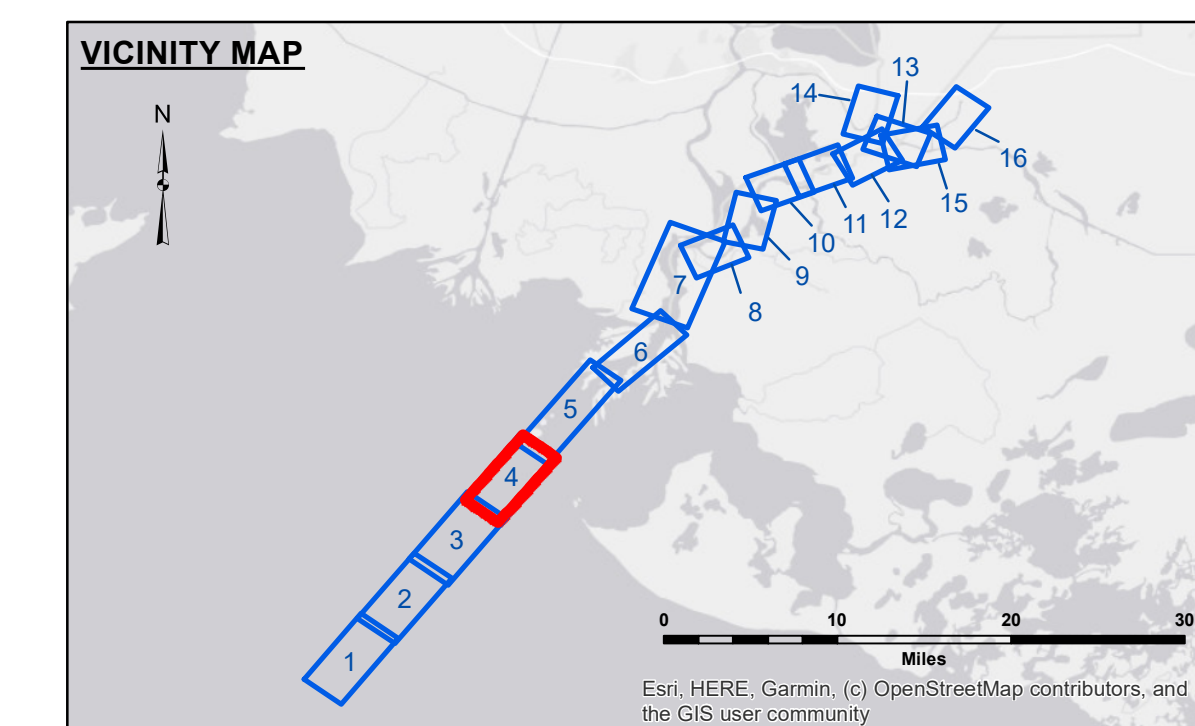 VICINITY MAP
N
13
14
16
15
12
11
10
9
7
8
6
5
4
3
2
1
0 10 20 30
Miles
Esri, HERE, Garmin, (c) OpenStreetMap contributors, and
the GIS user community